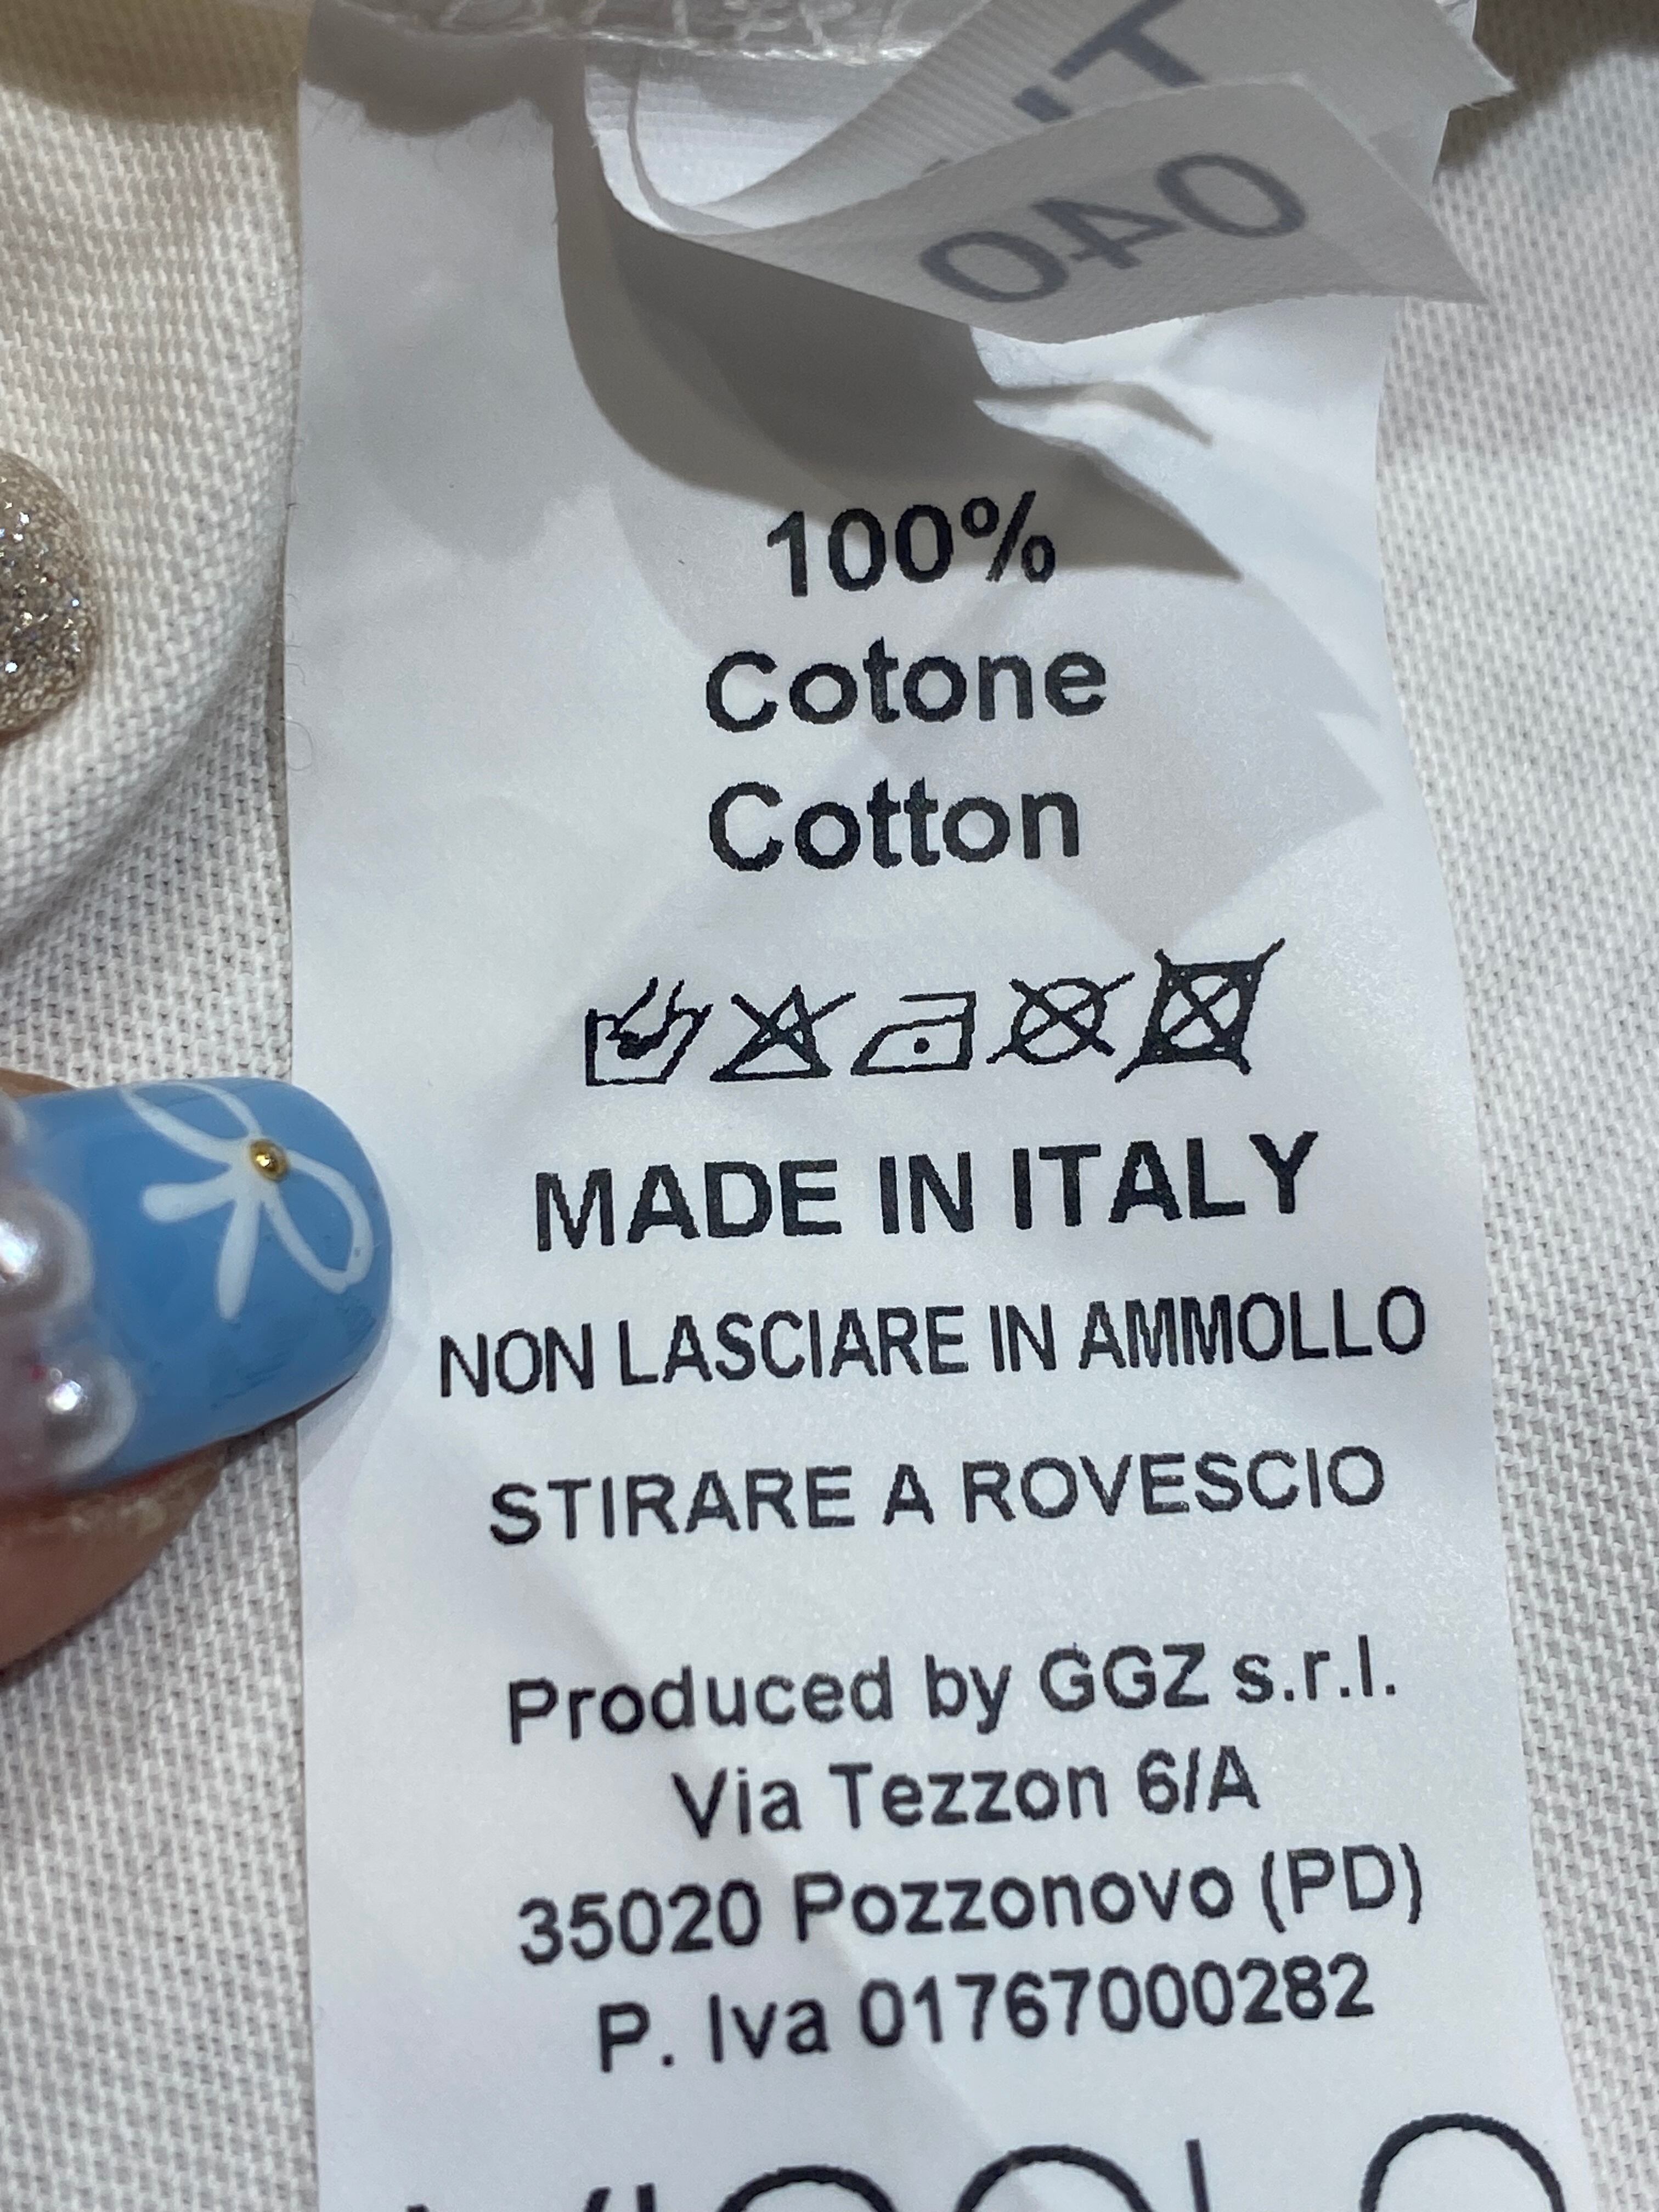 040
100%
Cotone
Cotton
MADE IN ITALY
NON LASCIARE IN AMMOLLO
STIRARE A ROVESCIO
Produced by GGZ s.r.l.
Via Tezzon 6/A
35020 Pozzonovo (PD)
P. Iva 01767000282